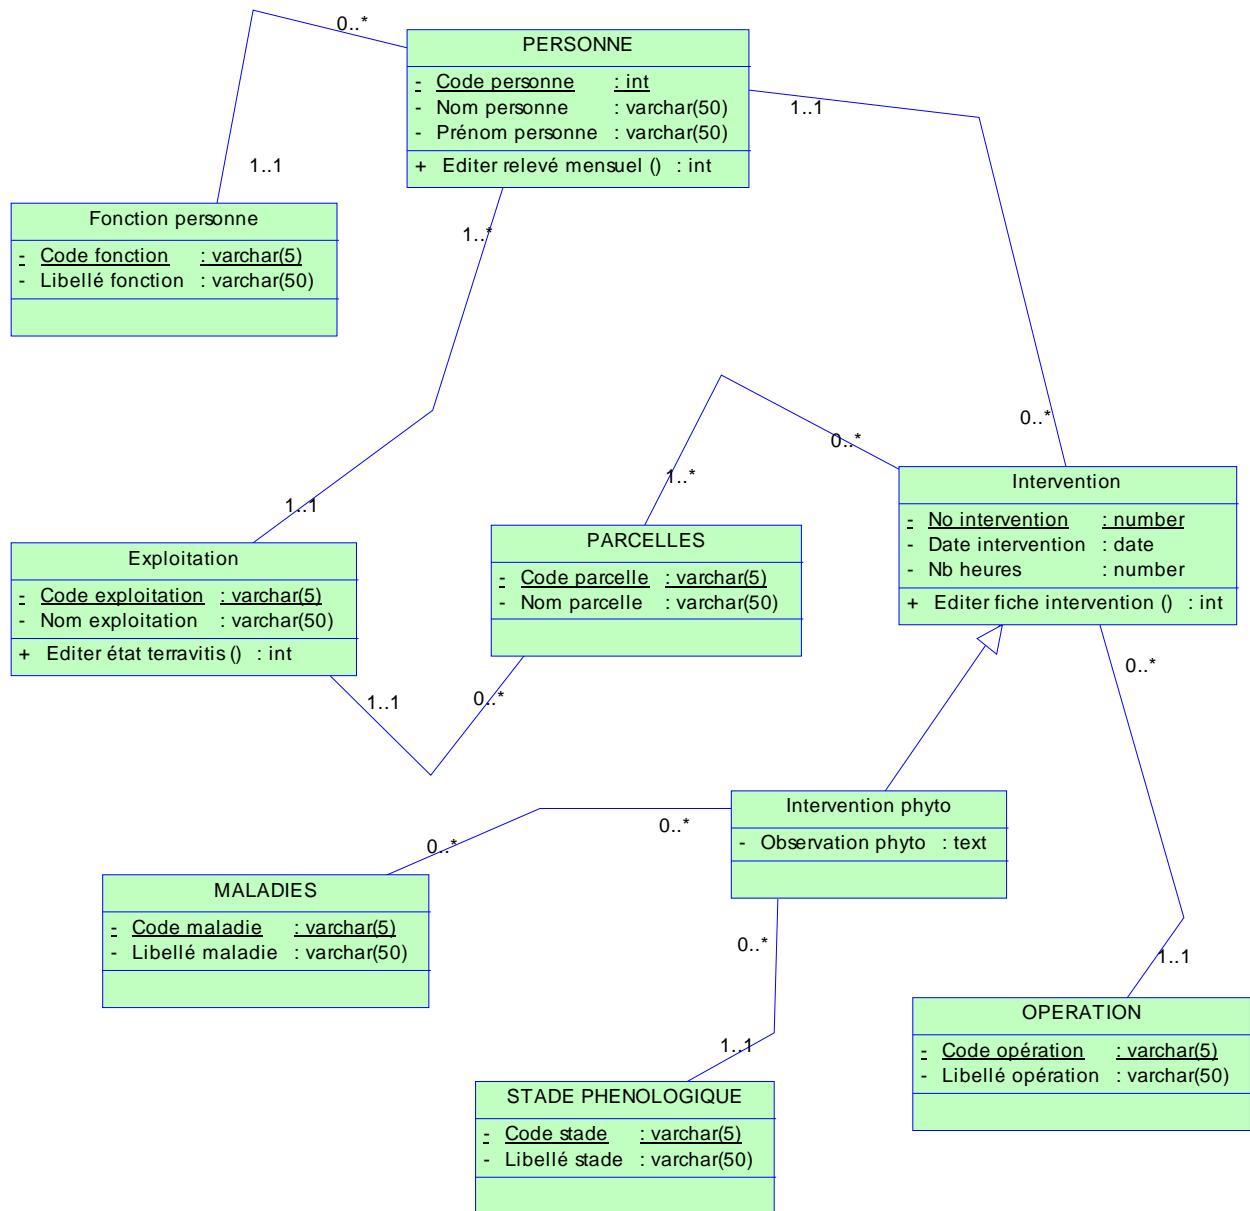 0..*
PERSONNE
- Code personne : int
- Nom personne : varchar(50)
- Prénom personne : varchar(50)
+ Editer relevé mensuel () : int
1..1
1..1
Fonction personne
- Code fonction : varchar(5)
- Libellé fonction : varchar(50)
1..*
0..*
0..*
1..*
Intervention
- No intervention : number
- Date intervention : date
- Nb heures : number
+ Editer fiche intervention () : int
1..1
Exploitation
- Code exploitation : varchar(5)
- Nom exploitation : varchar(50)
+ Editer état terravitis () : int
PARCELLES
- Code parcelle : varchar(5)
- Nom parcelle : varchar(50)
0..*
1..1
0..*
Intervention phyto
- Observation phyto : text
0..*
0..*
MALADIES
- Code maladie : varchar(5)
- Libellé maladie : varchar(50)
0..*
1..1
1..1
OPERATION
- Code opération : varchar(5)
- Libellé opération : varchar(50)
STADE PHENOLOGIQUE
- Code stade : varchar(5)
- Libellé stade : varchar(50)